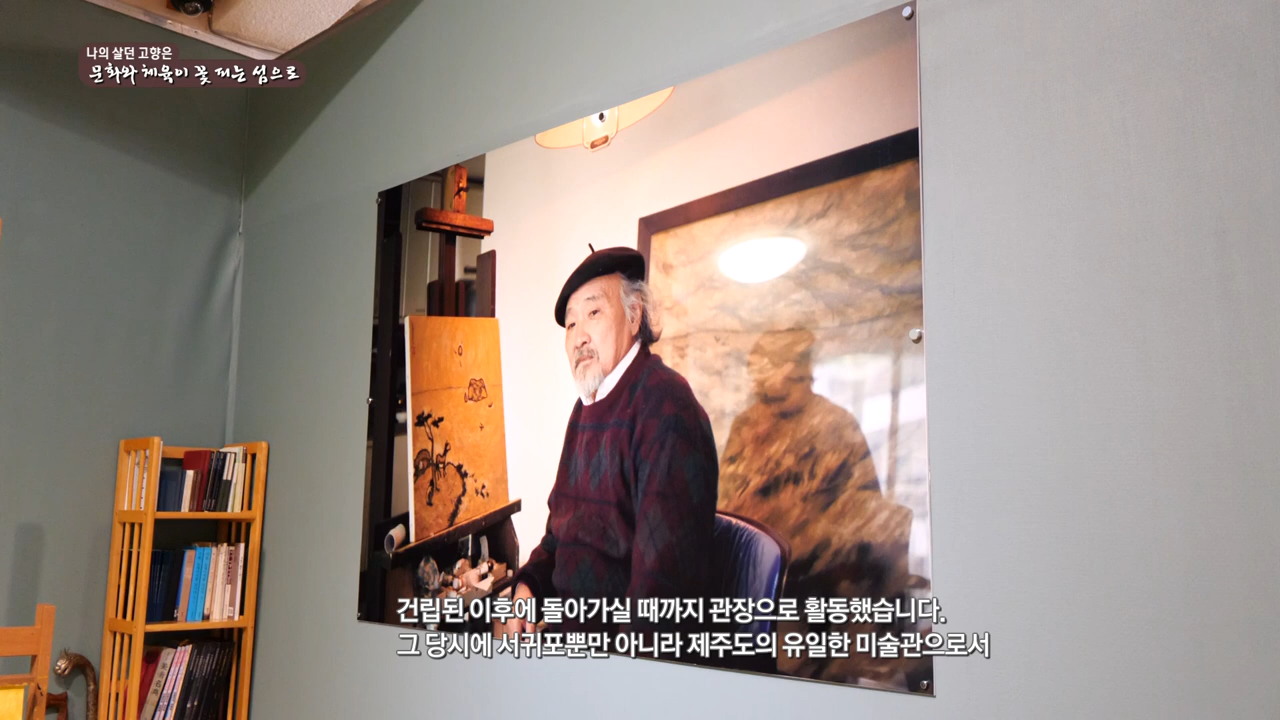 나의 살던 고향은
문화와 체육이 꽃 피는 섬으로
건립된 이후에 돌아가실 때까지 관장으로 활동했습니다.
그 당시에 서귀포뿐만 아니라 제주도의 유일한 미술관으로서